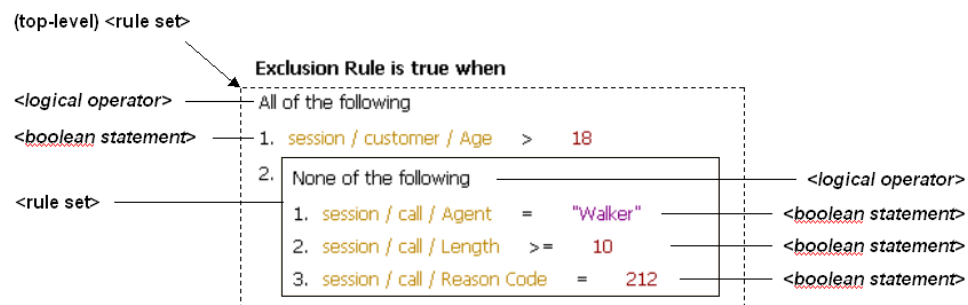 (top-level) <rule set>
Exclusion Rule is true when
<logical operator> All of the following
<boolean statement> 1. session / customer / Age > 18
2. None of the following <logical operator>
<rule set> 1. session / call / Agent = "Walker" <boolean statement>
2. session / call / Length >= 10 <boolean statement>
3. session / call / Reason Code = 212 <boolean statement>